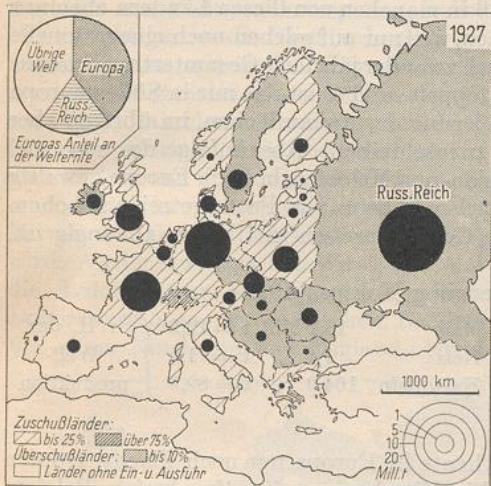 1927
Übrige
Welt
Europa
Russ.
Reich
Europas Anteil an
der Welternte
Russ.Reich
1000 km
1
5
10
20
Mill.t
Zuschußländer:
bis 25% über 75%
Überschußländer: bis 10%
Länder ohne Ein- u. Ausfuhr